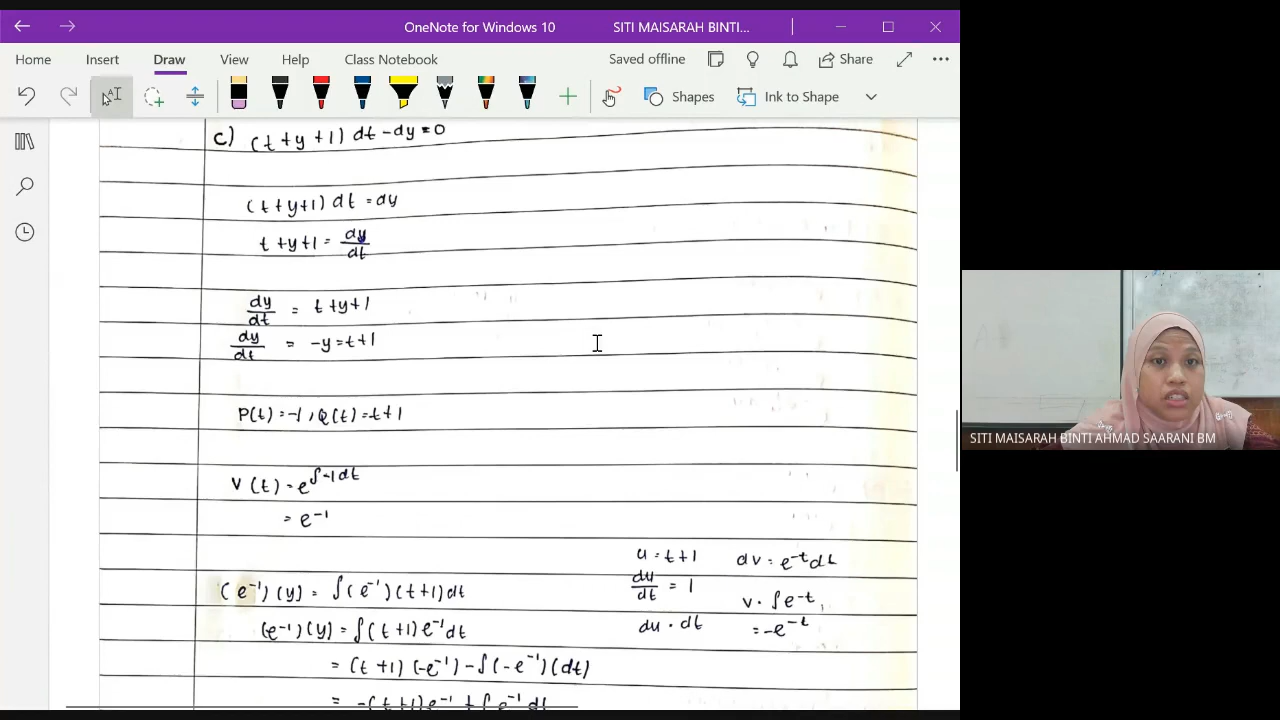 OneNote for Windows 10
SITI MAISARAH BINTI...
Home Insert Draw View Help Class Notebook Saved offline Share
Shapes Ink to Shape
c) (t+y+1) dt - dy = 0
(t+y+1) dt = dy
t+y+1 = dy/dt
dy/dt = t+y+1
dy/dt = -y = t+1
P(t) = -1, Q(t) = t+1
V(t) = e^∫-1dt
= e^-1
u = t+1 dv = e^-t dt
du/dt = 1 v = ∫e^-t,
du = dt = -e^-t
(e^-1)(y) = ∫(e^-1)(t+1)dt
(e^-1)(y) = ∫(t+1)e^-1 dt
= (t+1)(-e^-1) - ∫(-e^-1)(dt)
= -(t+1)e^-1 + ∫e^-1 dt
SITI MAISARAH BINTI AHMAD SAARANI BM